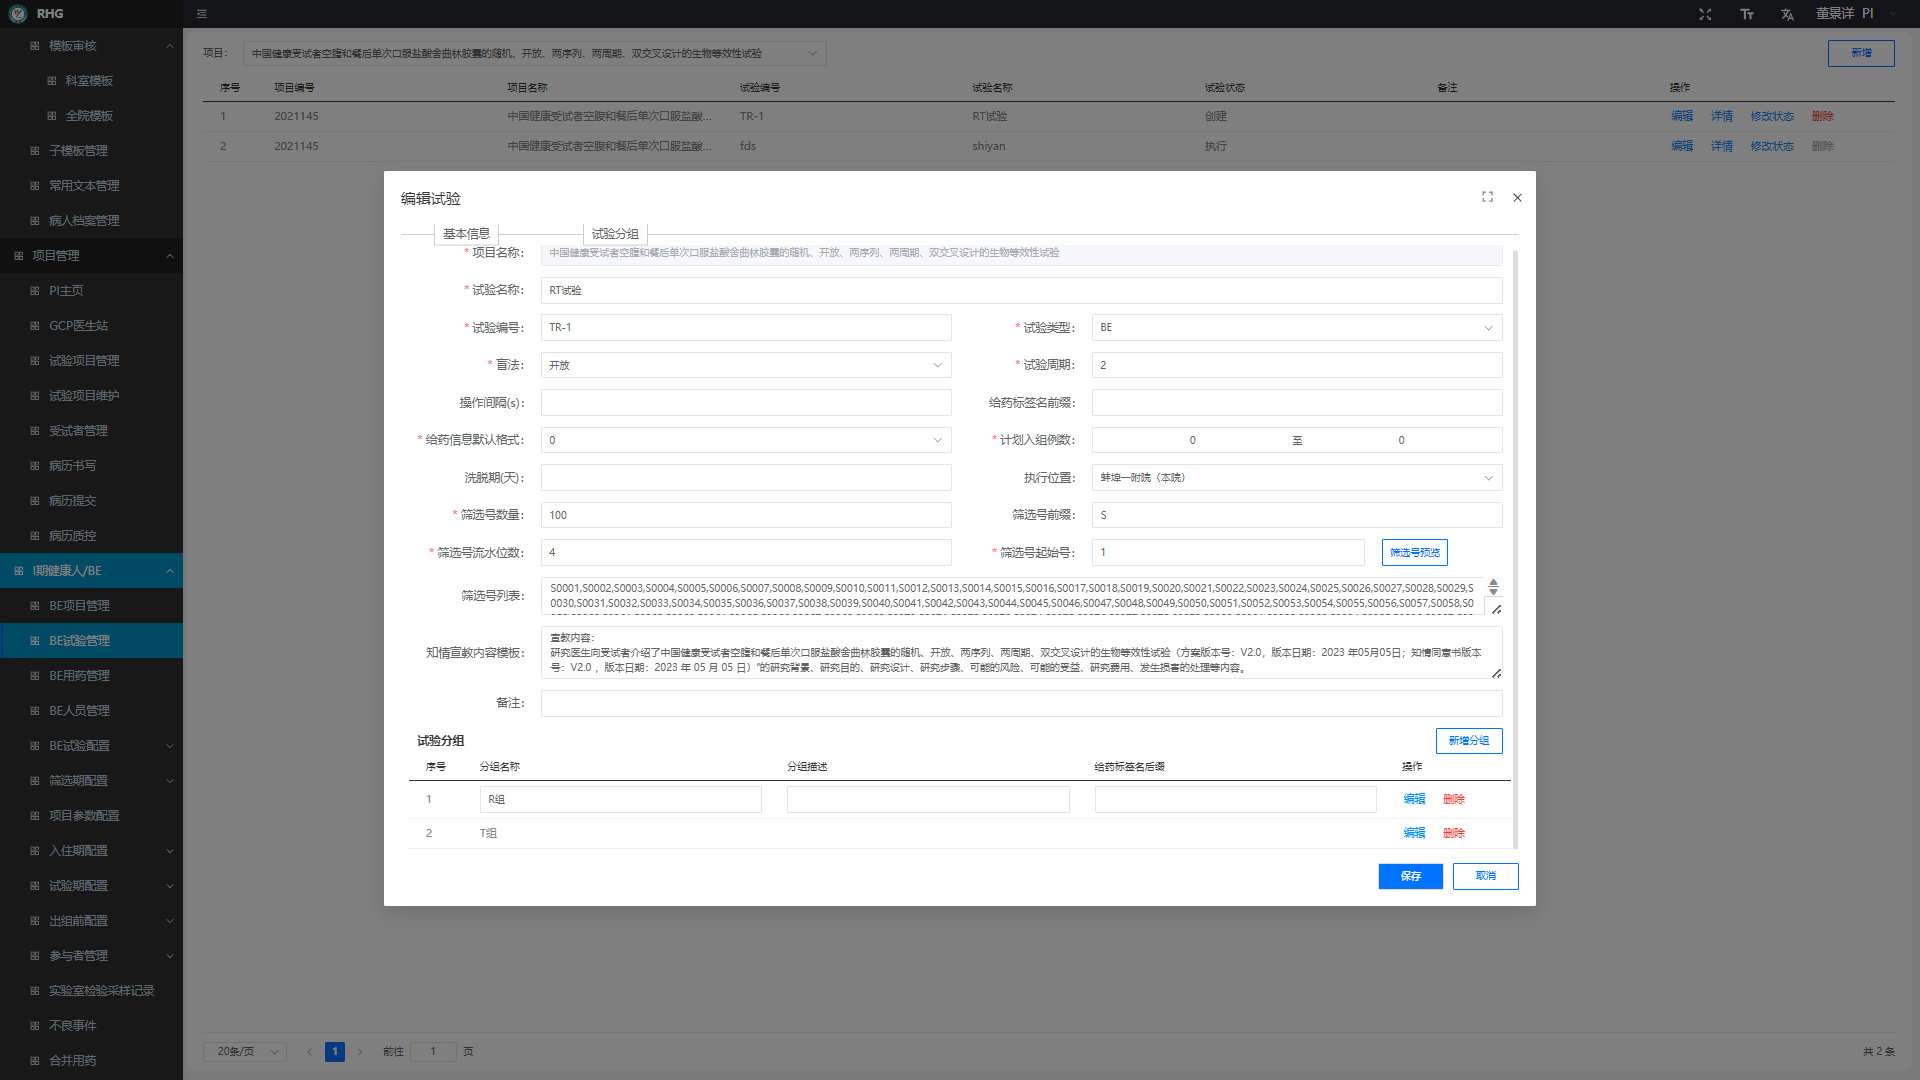 RHG
董景洋 PI
模板审核
科室模板
全院模板
子模板管理
常用文本管理
病人档案管理
项目管理
PI主页
GCP医生站
试验项目管理
试验项目维护
受试者管理
病历书写
病历提交
病历质控
I期健康人/BE
BE项目管理
BE试验管理
BE用药管理
BE人员管理
BE试验配置
筛选期配置
项目参数配置
入住期配置
试验期配置
出组前配置
参与者管理
实验室检验采样记录
不良事件
合并用药
项目: 中国健康受试者空腹和餐后单次口服盐酸舍曲林胶囊的随机、开放、两序列、两周期、双交叉设计的生物等效性试验 新增
序号 项目编号 项目名称 试验编号 试验名称 试验状态 备注 操作
1 2021145 中国健康受试者空腹和餐后单次口服盐酸... TR-1 RT试验 创建 编辑 详情 修改状态 删除
2 2021145 中国健康受试者空腹和餐后单次口服盐酸... fds shiyan 执行 编辑 详情 修改状态 删除
编辑试验
基本信息 试验分组
* 项目名称: 中国健康受试者空腹和餐后单次口服盐酸舍曲林胶囊的随机、开放、两序列、两周期、双交叉设计的生物等效性试验
* 试验名称: RT试验
* 试验编号: TR-1 * 试验类型: BE
* 盲法: 开放 * 试验周期: 2
操作间隔(s): 给药标签名前缀:
* 给药信息默认格式: 0 * 计划入组例数: 0 至 0
洗脱期(天): 执行位置: 蚌埠一附院（本院）
* 筛选号数量: 100 筛选号前缀: S
* 筛选号流水位数: 4 * 筛选号起始号: 1 筛选号预览
筛选号列表: S0001,S0002,S0003,S0004,S0005,S0006,S0007,S0008,S0009,S0010,S0011,S0012,S0013,S0014,S0015,S0016,S0017,S0018,S0019,S0020,S0021,S0022,S0023,S0024,S0025,S0026,S0027,S0028,S0029,S
0030,S0031,S0032,S0033,S0034,S0035,S0036,S0037,S0038,S0039,S0040,S0041,S0042,S0043,S0044,S0045,S0046,S0047,S0048,S0049,S0050,S0051,S0052,S0053,S0054,S0055,S0056,S0057,S0058,S0
知情宣教内容模板: 宣教内容:
研究医生向受试者介绍了中国健康受试者空腹和餐后单次口服盐酸舍曲林胶囊的随机、开放、两序列、两周期、双交叉设计的生物等效性试验（方案版本号：V2.0，版本日期：2023 年05月05日；知情同意书版本
号：V2.0 ，版本日期：2023 年 05 月 05 日）”的研究背景、研究目的、研究设计、研究步骤、可能的风险、可能的受益、研究费用、发生损害的处理等内容。
备注:
试验分组 新增分组
序号 分组名称 分组描述 给药标签名后缀 操作
1 R组 编辑 删除
2 T组 编辑 删除
保存 取消
20条/页 1 前往 1 页 共 2 条